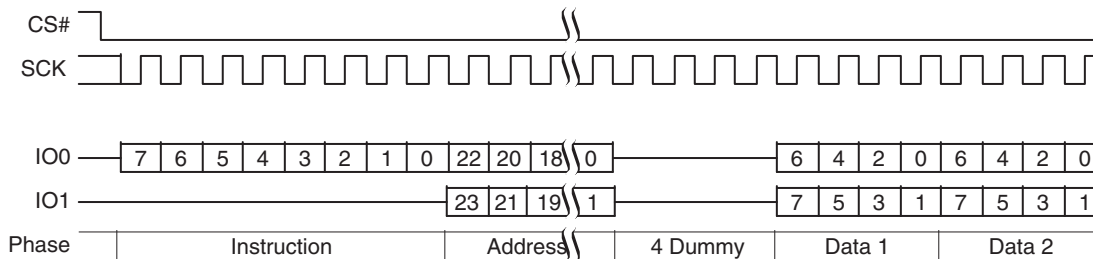 CS#
SCK
IO0 7 6 5 4 3 2 1 0 22 20 18 0 6 4 2 0 6 4 2 0
IO1 23 21 19 1 7 5 3 1 7 5 3 1
Phase Instruction Address 4 Dummy Data 1 Data 2